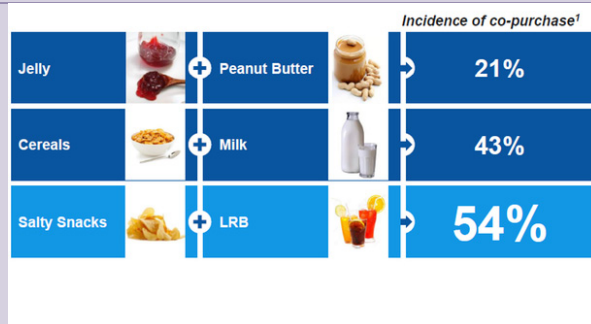 Incidence of co-purchase¹
Jelly + Peanut Butter 21%
Cereals + Milk 43%
Salty Snacks + LRB 54%